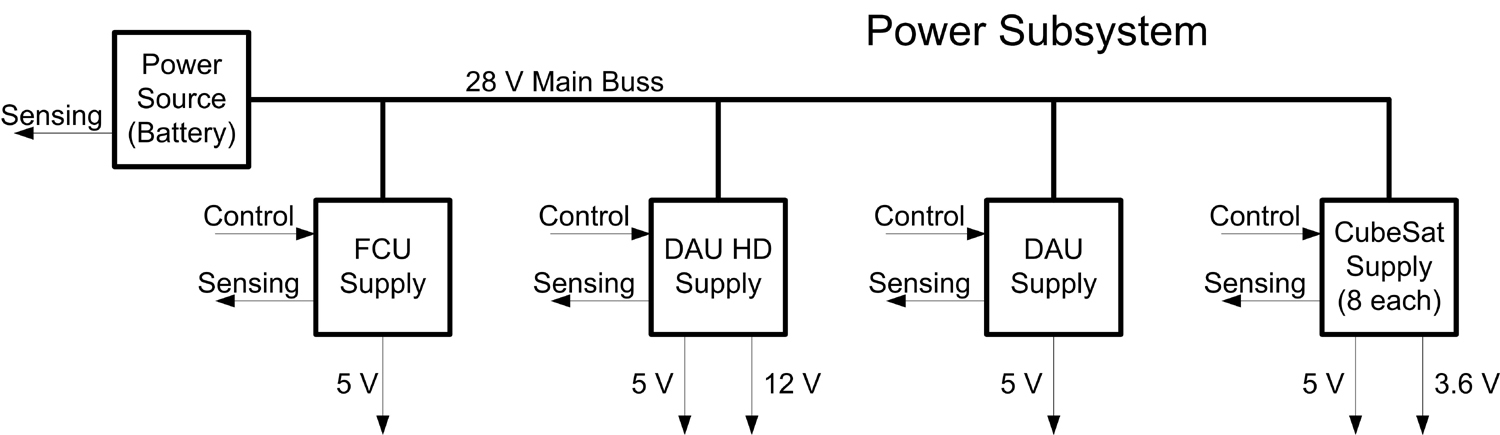 Power Subsystem
Power
Source
(Battery)
28 V Main Buss
Sensing
Control
Sensing
FCU
Supply
Control
Sensing
DAU HD
Supply
Control
Sensing
DAU
Supply
Control
Sensing
CubeSat
Supply
(8 each)
5 V
5 V
12 V
5 V
5 V
3.6 V